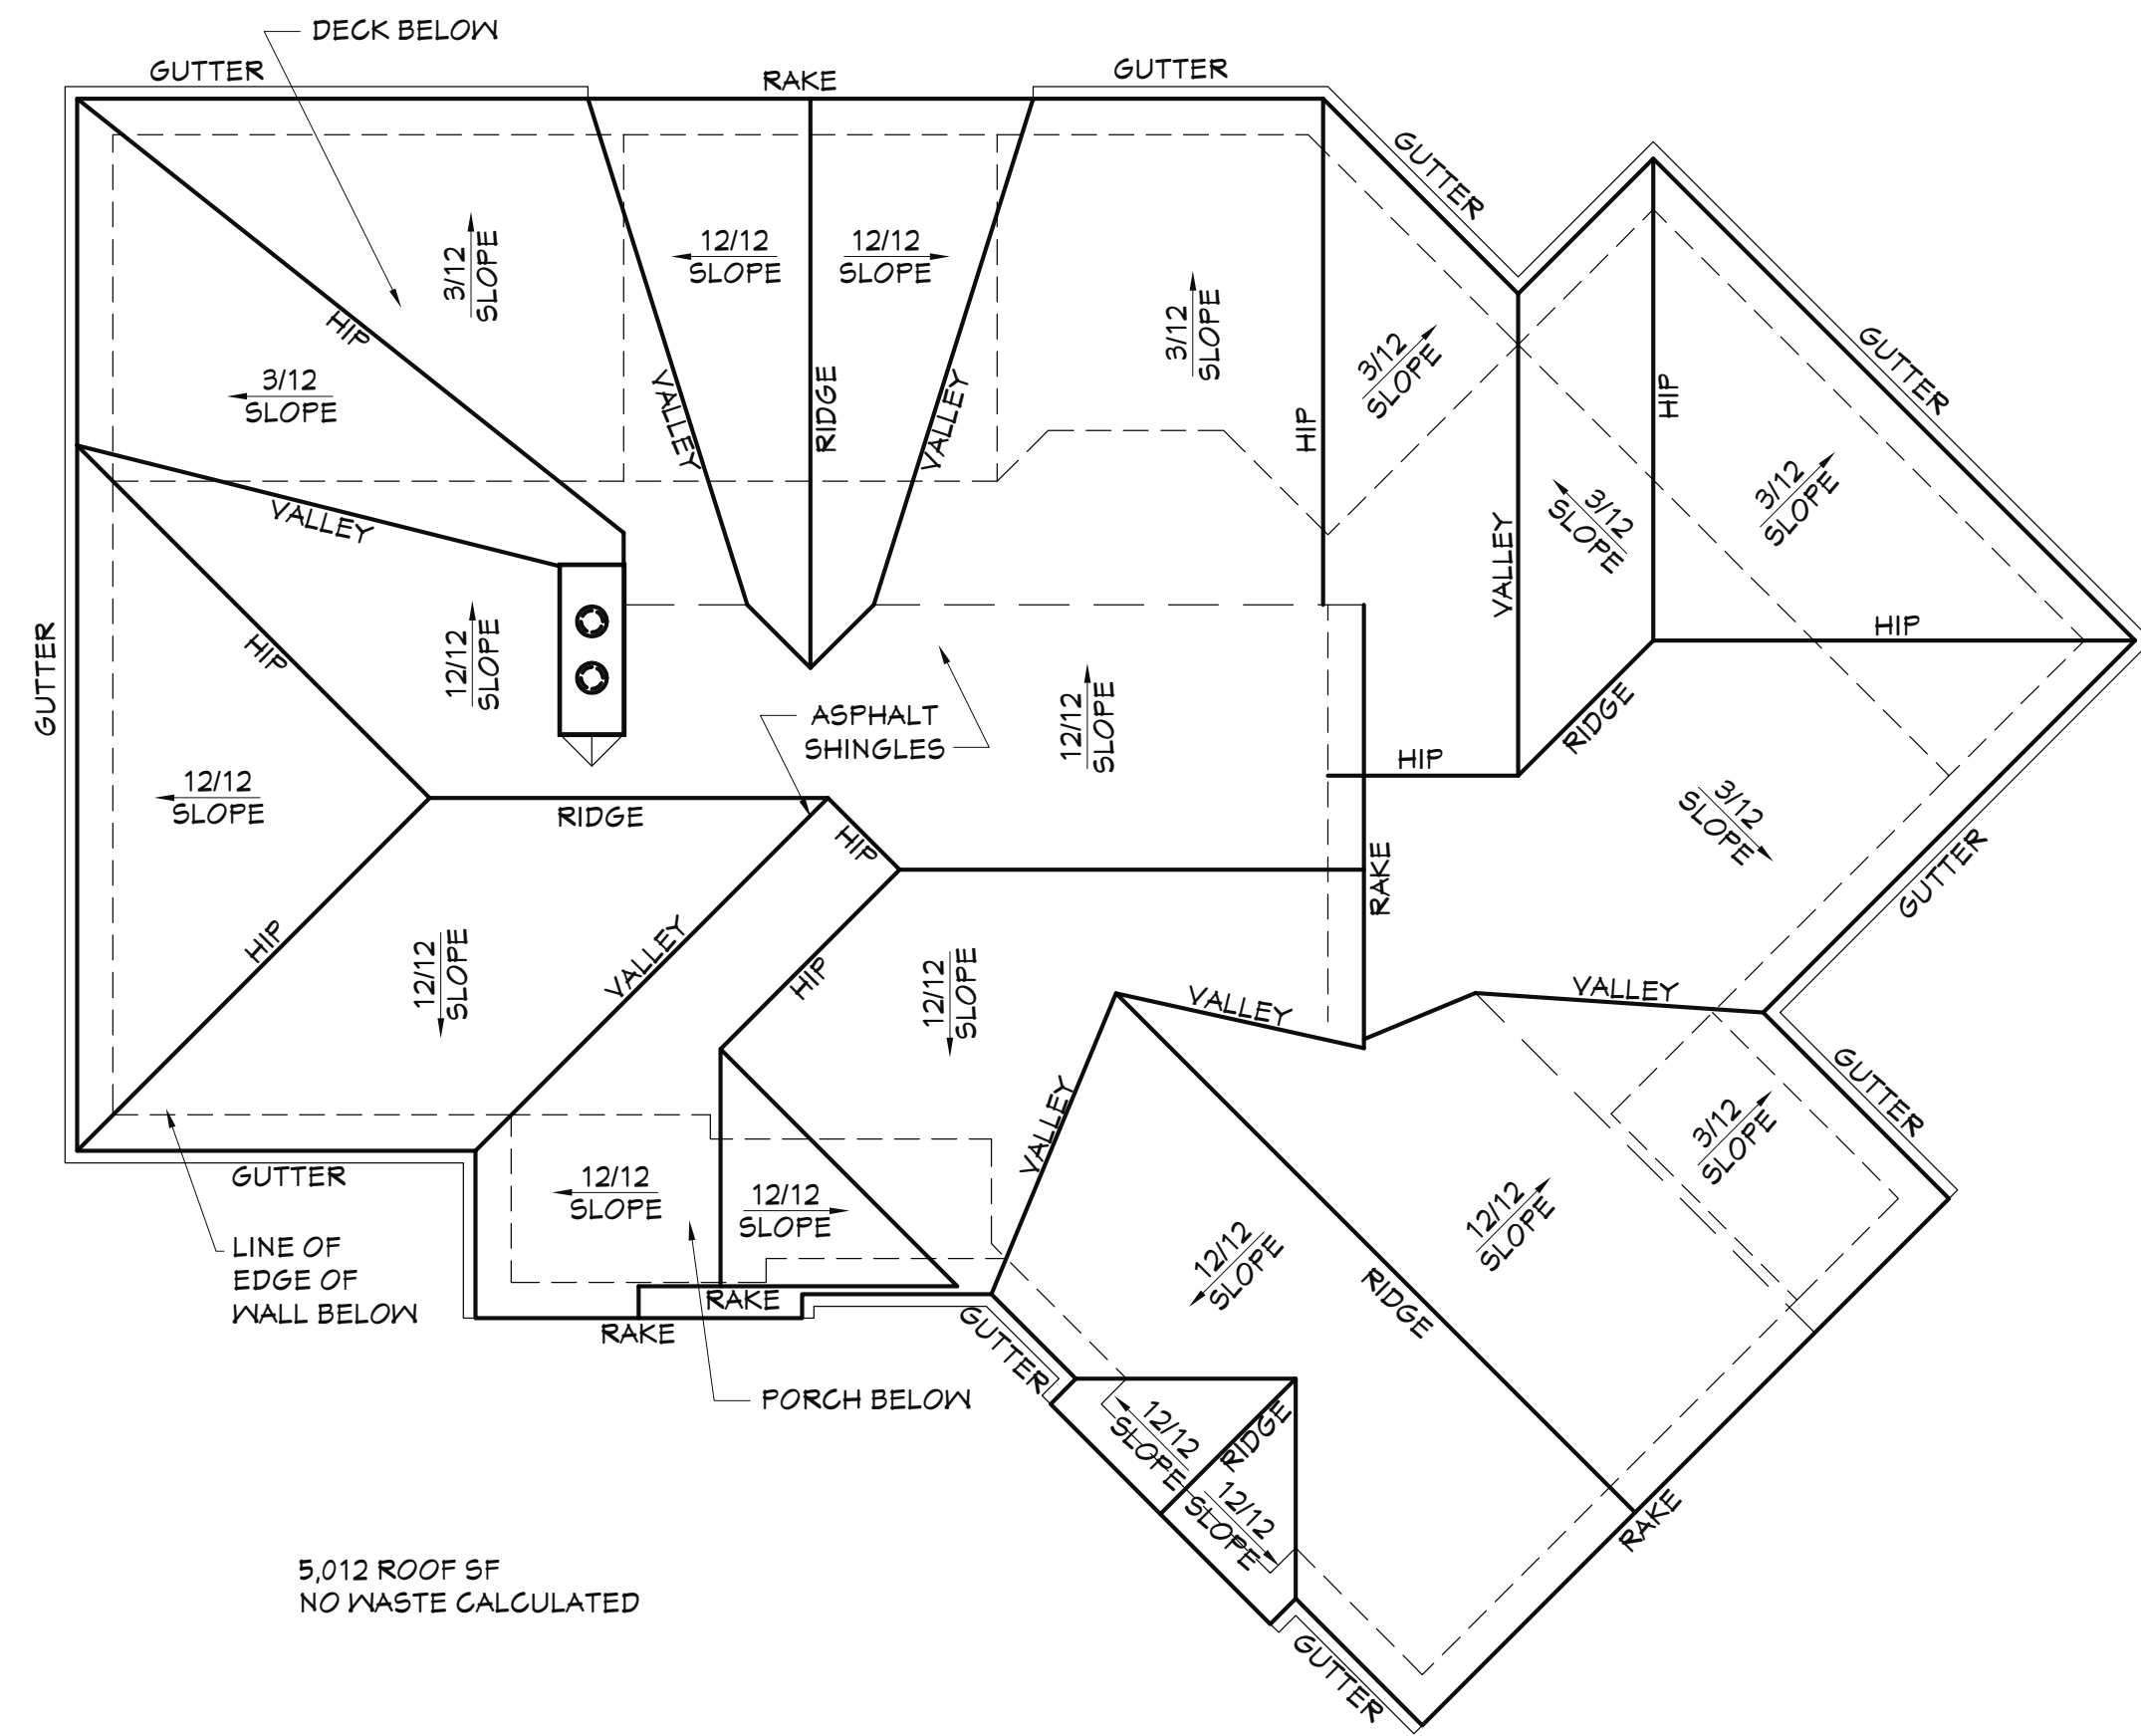 DECK BELOW
GUTTER
RAKE
GUTTER
GUTTER
12/12
SLOPE
12/12
SLOPE
3/12
SLOPE
3/12
SLOPE
HIP
3/12
SLOPE
3/12
SLOPE
GUTTER
VALLEY
RIDGE
VALLEY
HIP
HIP
VALLEY
3/12
SLOPE
3/12
SLOPE
VALLEY
GUTTER
HIP
12/12
SLOPE
HIP
ASPHALT
SHINGLES
12/12
SLOPE
RIDGE
HIP
12/12
SLOPE
RIDGE
HIP
3/12
SLOPE
RAKE
GUTTER
HIP
12/12
SLOPE
VALLEY
HIP
12/12
SLOPE
VALLEY
VALLEY
GUTTER
VALLEY
3/12
SLOPE
GUTTER
12/12
SLOPE
12/12
SLOPE
12/12
SLOPE
12/12
SLOPE
LINE OF
EDGE OF
WALL BELOW
RAKE
RAKE
GUTTER
RIDGE
PORCH BELOW
12/12
SLOPE
RIDGE
12/12
SLOPE
RAKE
5,012 ROOF SF
NO WASTE CALCULATED
GUTTER